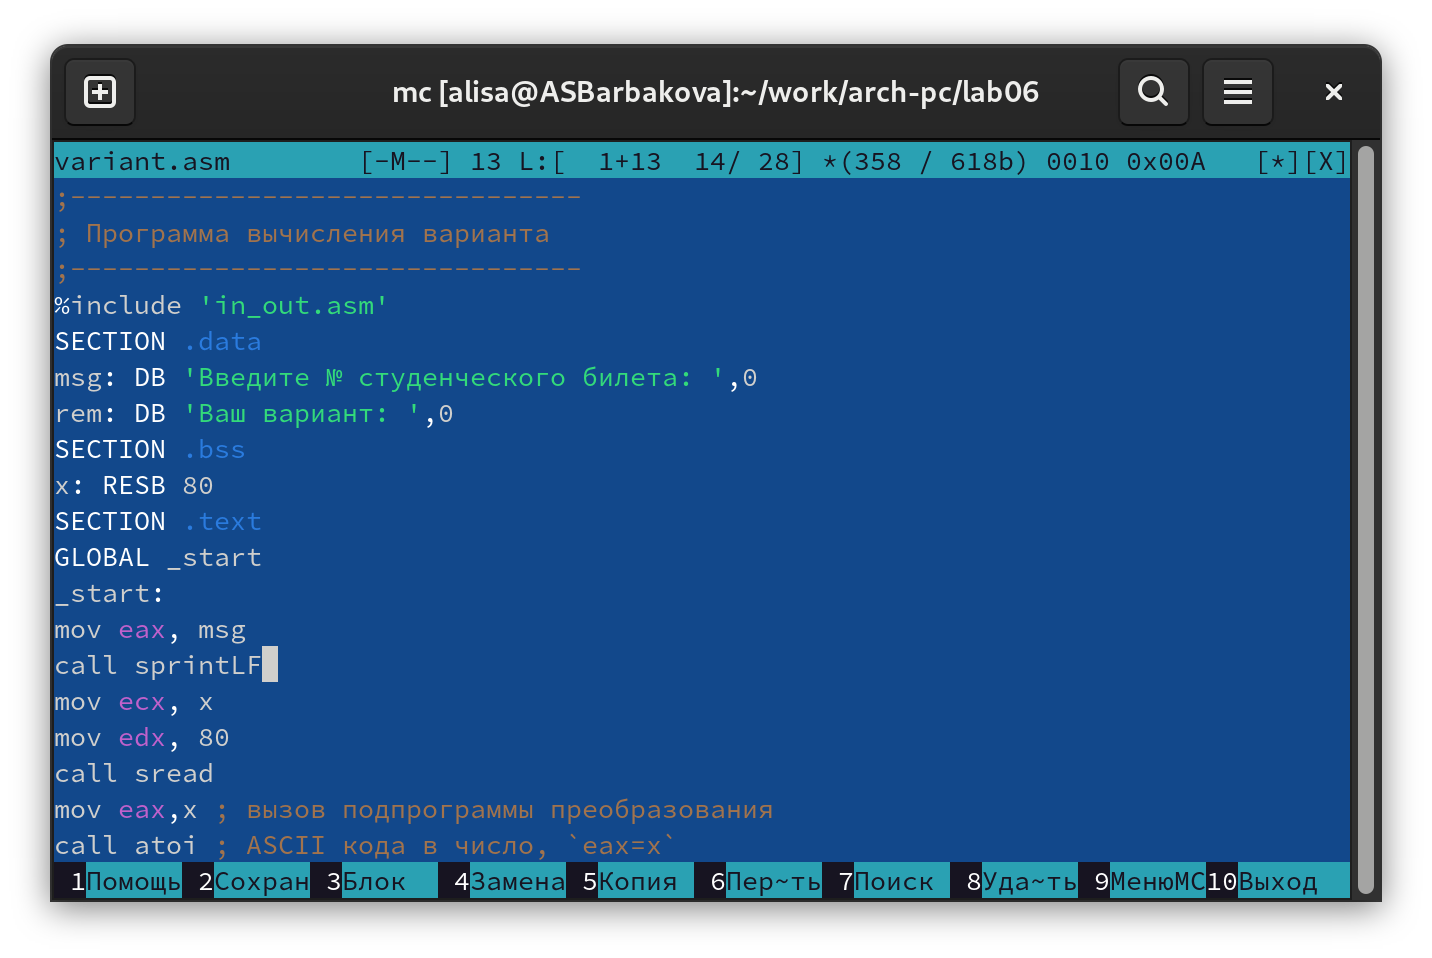 mc [alisa@ASBarbakova]:~/work/arch-pc/lab06
variant.asm [-M--] 13 L:[ 1+13 14/ 28] *(358 / 618b) 0010 0x00A [*][X]
;--------------------------------
; Программа вычисления варианта
;--------------------------------
%include 'in_out.asm'
SECTION .data
msg: DB 'Введите № студенческого билета: ',0
rem: DB 'Ваш вариант: ',0
SECTION .bss
x: RESB 80
SECTION .text
GLOBAL _start
_start:
mov eax, msg
call sprintLF
mov ecx, x
mov edx, 80
call sread
mov eax,x ; вызов подпрограммы преобразования
call atoi ; ASCII кода в число, `eax=x`
1Помощь 2Сохран 3Блок 4Замена 5Копия 6Пер~ть 7Поиск 8Уда~ть 9МенюMC 10Выход